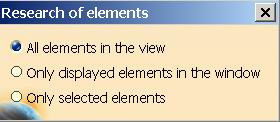 Research of elements
All elements in the view
Only displayed elements in the window
Only selected elements